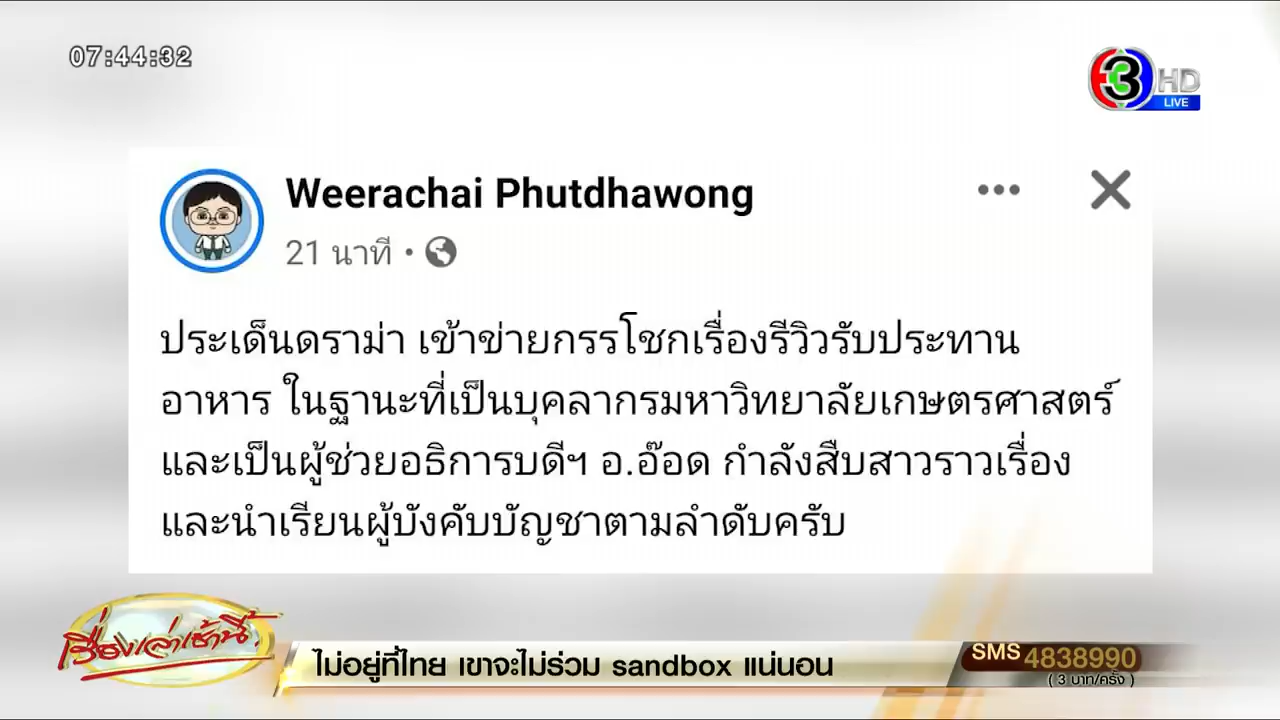 07:44:32
3 HD
LIVE
Weerachai Phutdhawong
21 นาที
ประเด็นดราม่า เข้าข่ายกรรโชกเรื่องรีวิวรับประทาน
อาหาร ในฐานะที่เป็นบุคลากรมหาวิทยาลัยเกษตรศาสตร์
และเป็นผู้ช่วยอธิการบดีฯ อ.อ๊อด กำลังสืบสาวราวเรื่อง
และนำเรียนผู้บังคับบัญชาตามลำดับครับ
เรื่องเล่าเช้านี้
ไม่อยู่ที่ไทย เขาจะไม่ร่วม sandbox แน่นอน
SMS 4838990
( 3 บาท/ครั้ง )